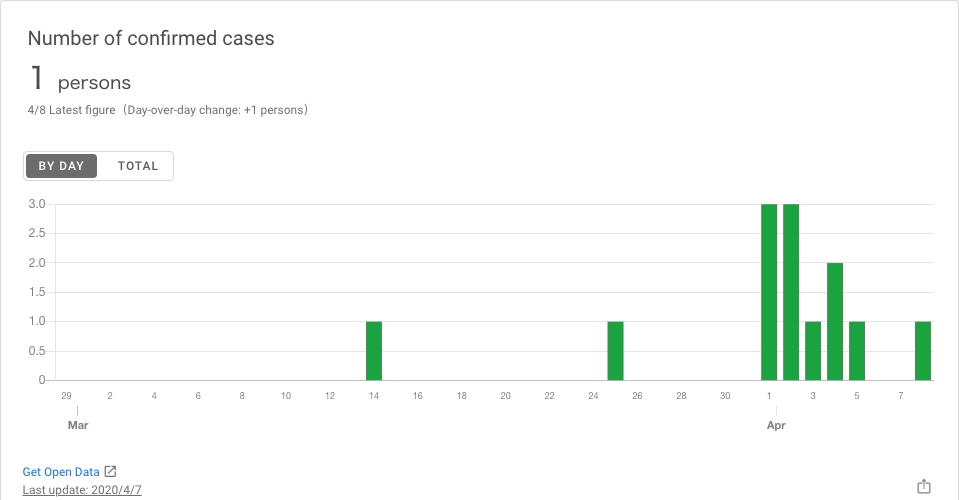 Number of confirmed cases
1 persons
4/8 Latest figure（Day-over-day change: +1 persons）
BY DAY TOTAL
3.0
2.5
2.0
1.5
1.0
0.5
0
29 2 4 6 8 10 12 14 16 18 20 22 24 26 28 30 1 3 5 7
Mar Apr
Get Open Data
Last update: 2020/4/7